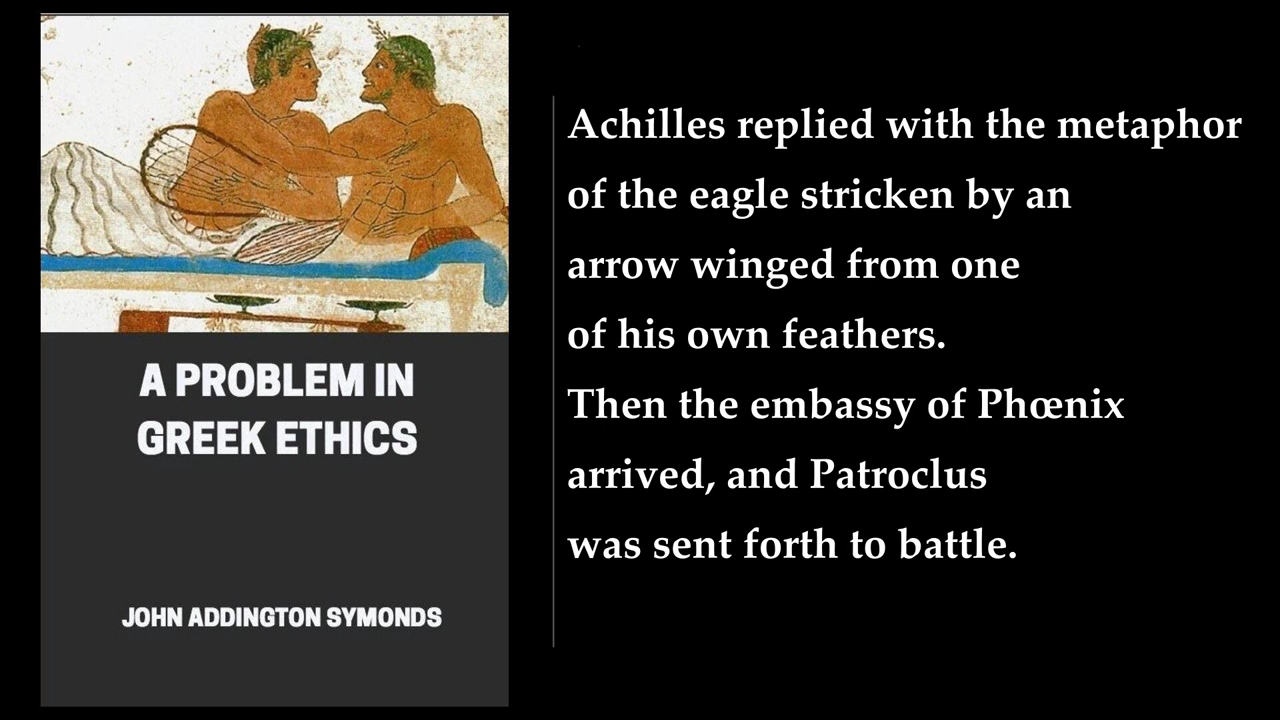 A PROBLEM IN
GREEK ETHICS
JOHN ADDINGTON SYMONDS
Achilles replied with the metaphor
of the eagle stricken by an
arrow winged from one
of his own feathers.
Then the embassy of Phœnix
arrived, and Patroclus
was sent forth to battle.